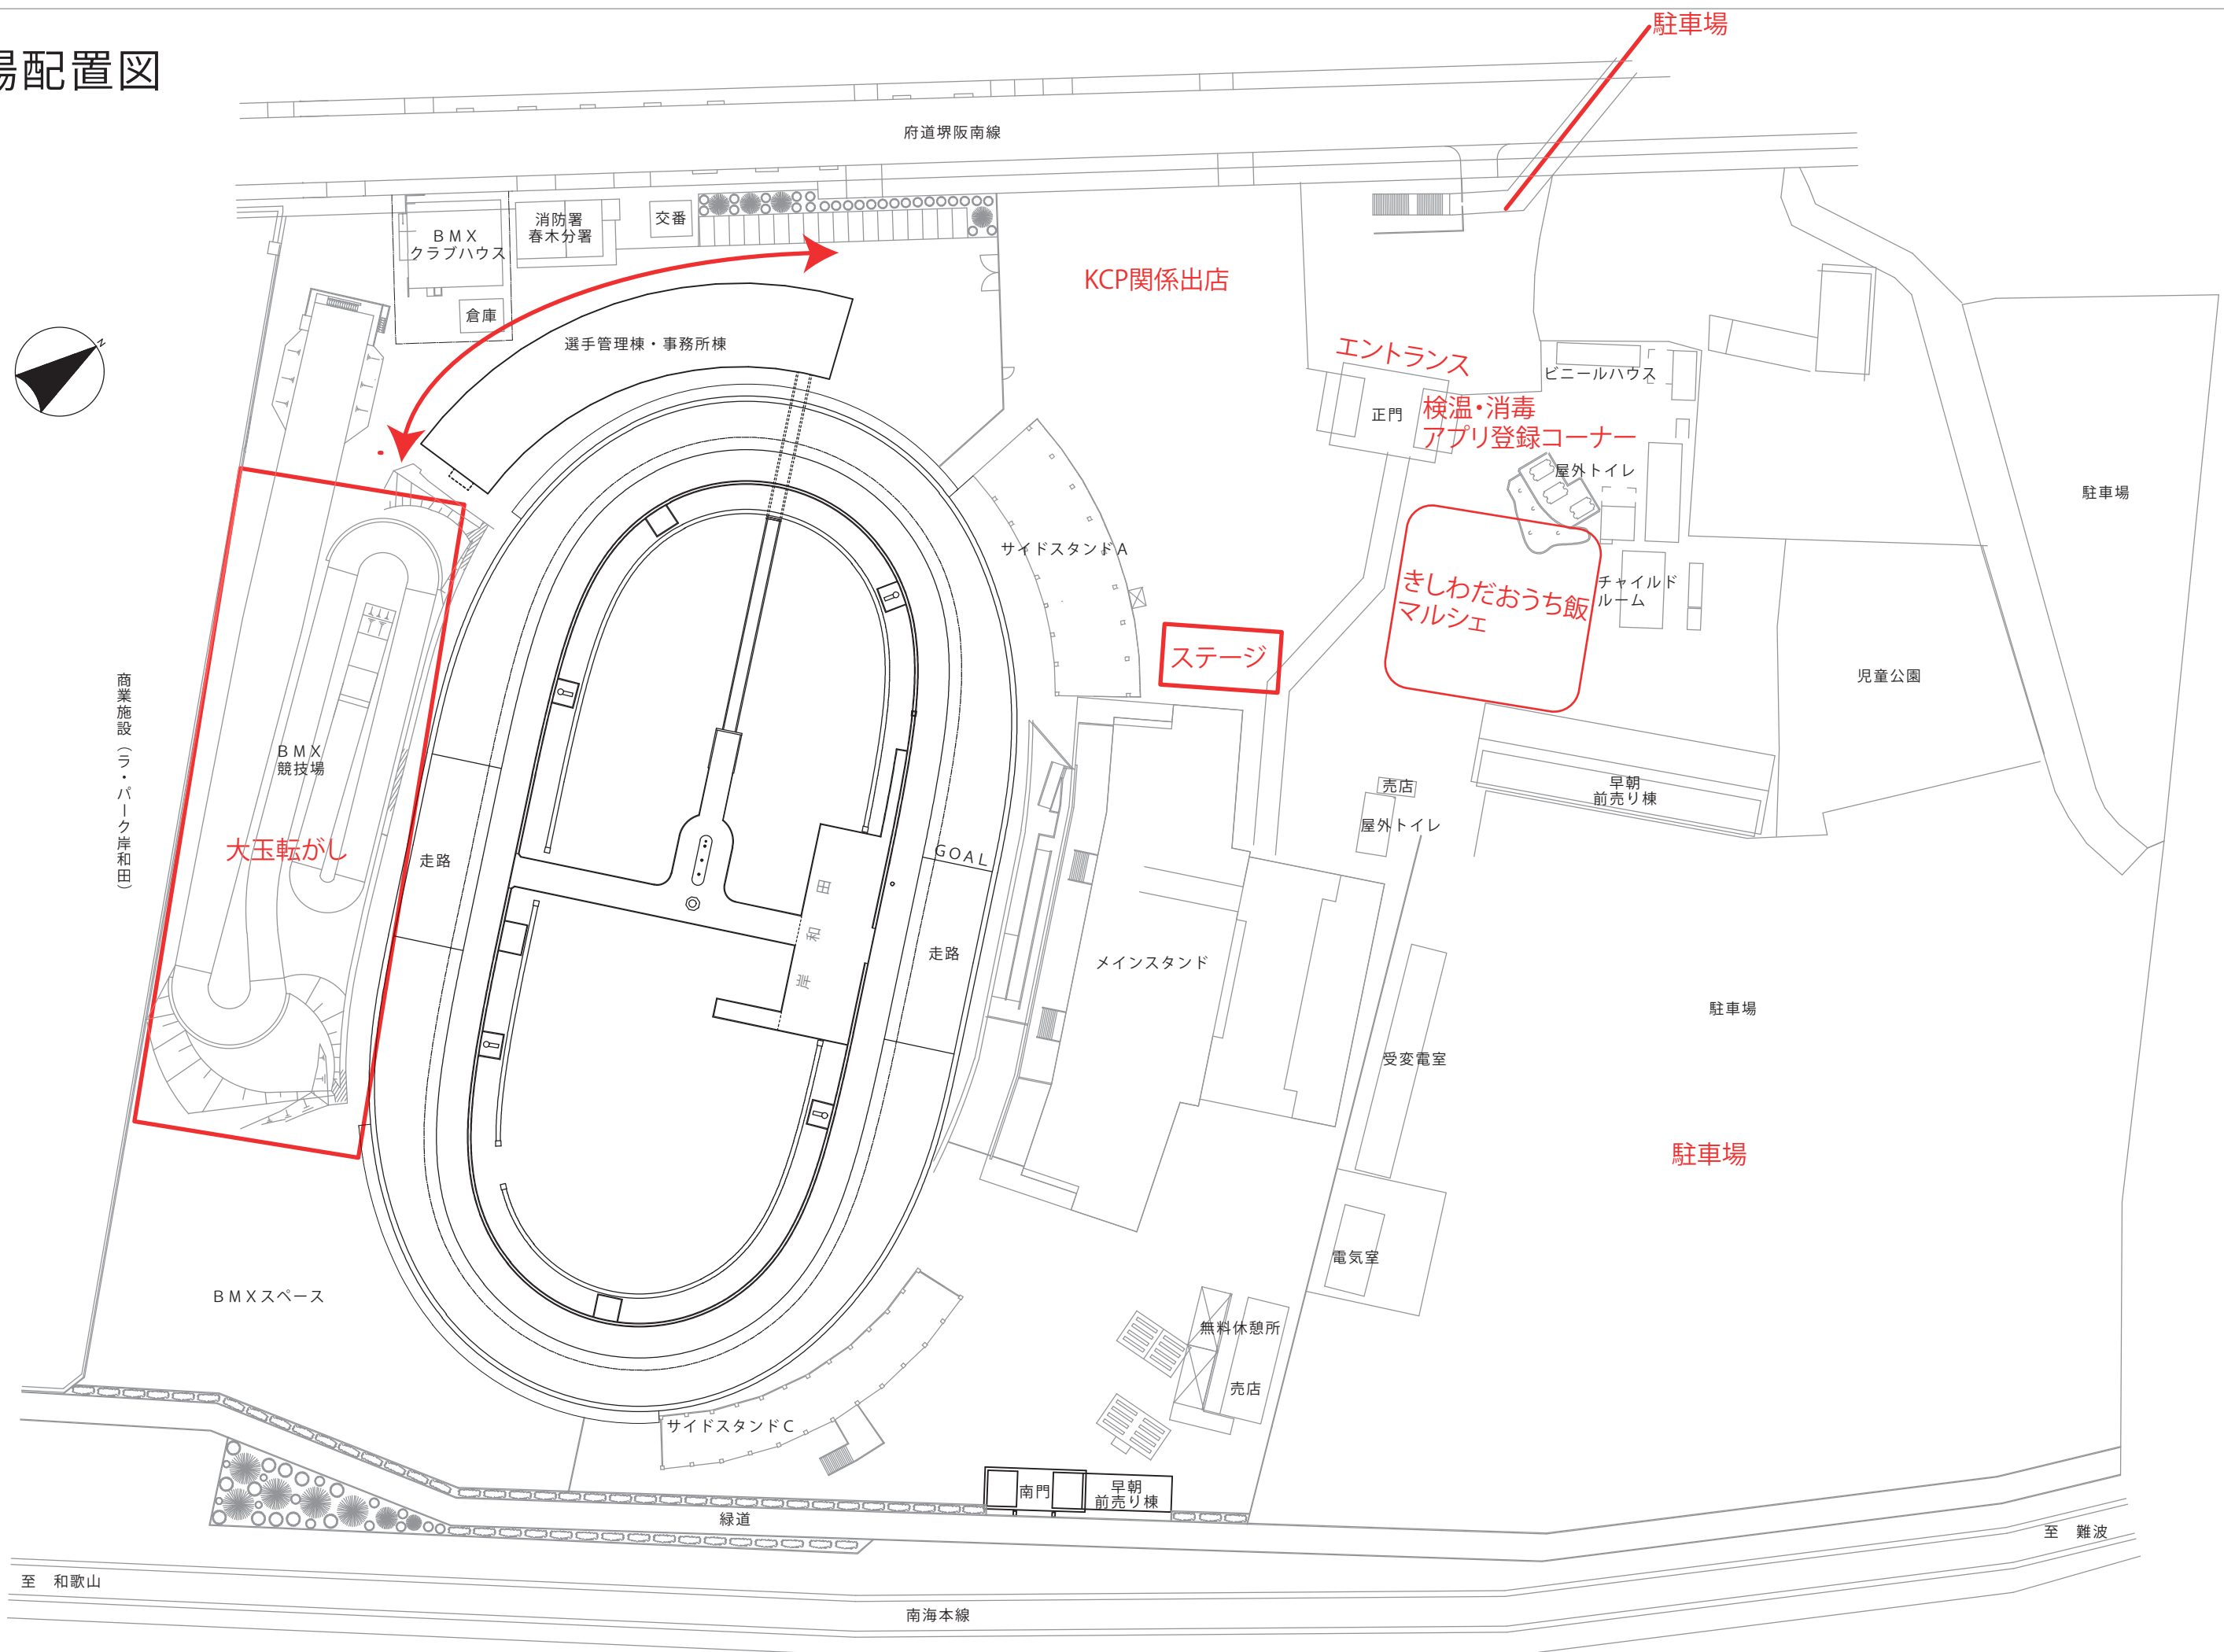 駐車場
場配置図
府道堺阪南線
消防署
春木分署
交番
ＢＭＸ
クラブハウス
KCP関係出店
倉庫
選手管理棟・事務所棟
N
エントランス
ビニールハウス
正門
検温・消毒
アプリ登録コーナー
屋外トイレ
駐車場
サイドスタンドＡ
きしわだおうち飯
マルシェ
チャイルド
ルーム
ステージ
児童公園
商業施設（ラ・パーク岸和田）
ＢＭＸ
競技場
売店
早朝
前売り棟
屋外トイレ
大玉転がし
走路
GOAL
岸和田
走路
メインスタンド
駐車場
受変電室
駐車場
電気室
ＢＭＸスペース
無料休憩所
売店
サイドスタンドＣ
南門
早朝
前売り棟
緑道
至　難波
至　和歌山
南海本線